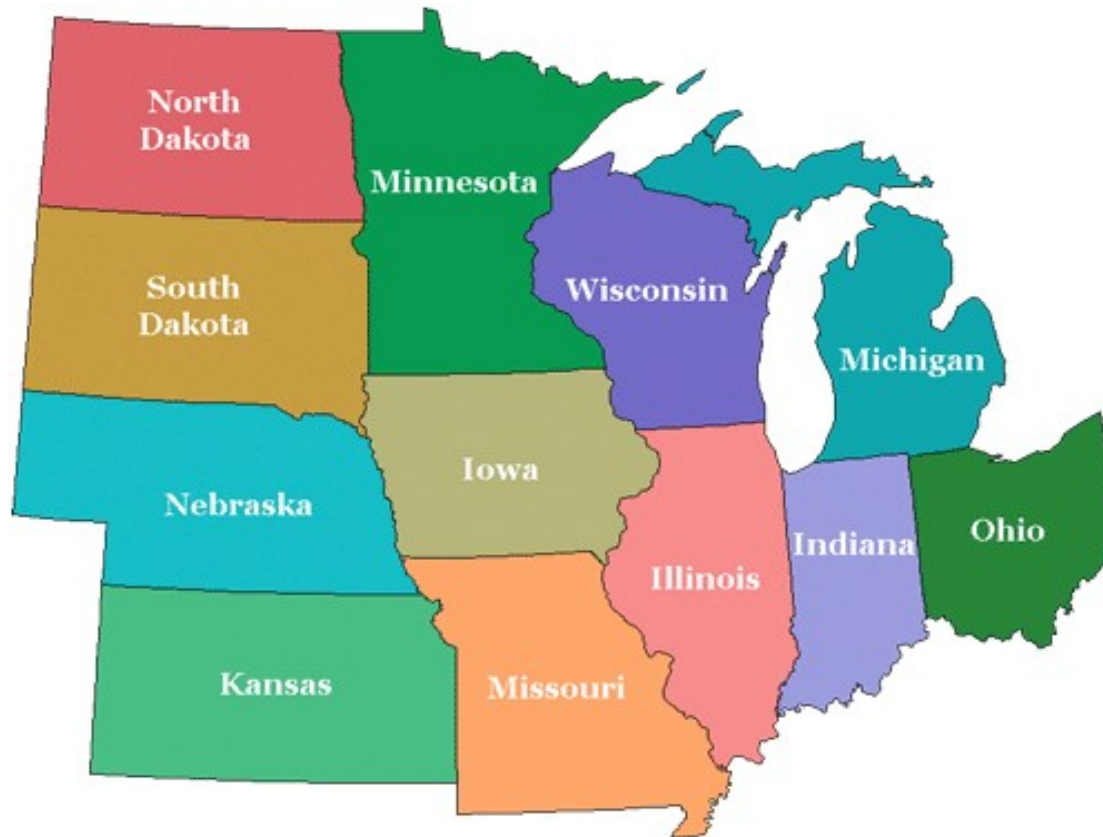 North
Dakota
Minnesota
South
Dakota
Wisconsin
Michigan
Iowa
Nebraska
Ohio
Indiana
Illinois
Kansas
Missouri